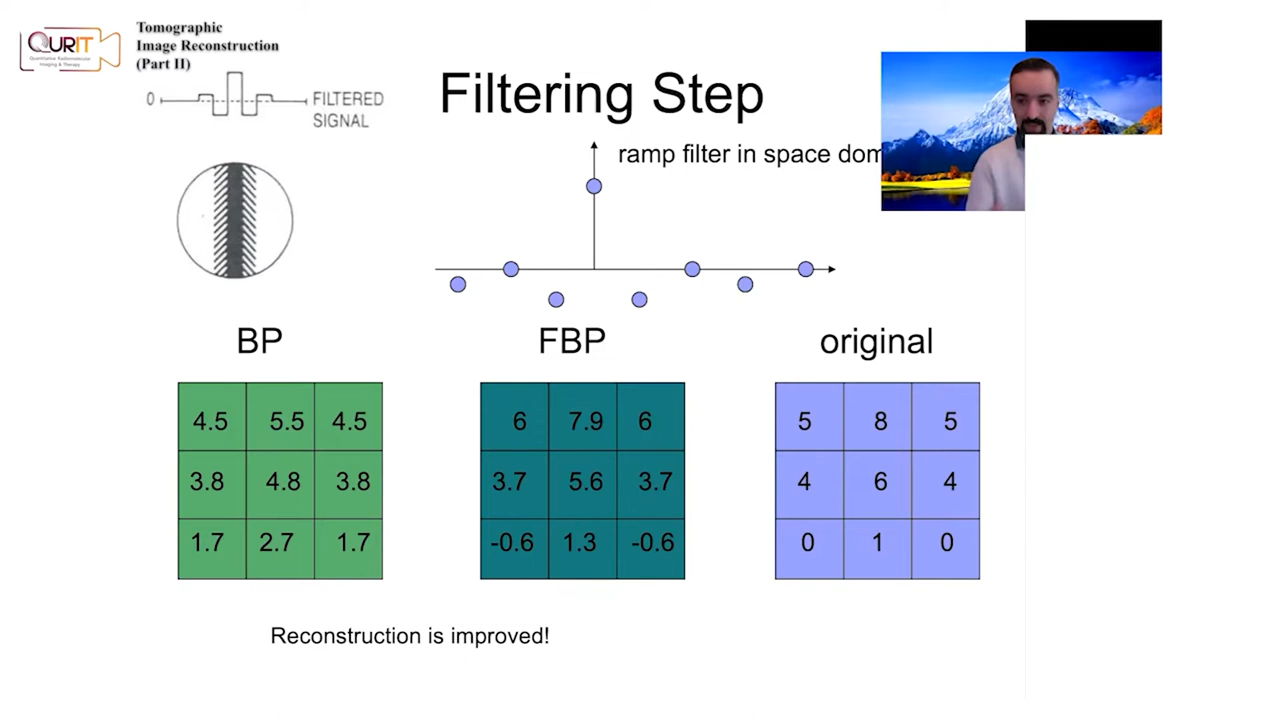 QURIT
Quantitative Radiomolecular
Imaging & Therapy
Tomographic
Image Reconstruction
(Part II)
0
FILTERED
SIGNAL
Filtering Step
ramp filter in space dom
BP
FBP
original
4.5 5.5 4.5
6 7.9 6
5 8 5
3.8 4.8 3.8
3.7 5.6 3.7
4 6 4
1.7 2.7 1.7
-0.6 1.3 -0.6
0 1 0
Reconstruction is improved!